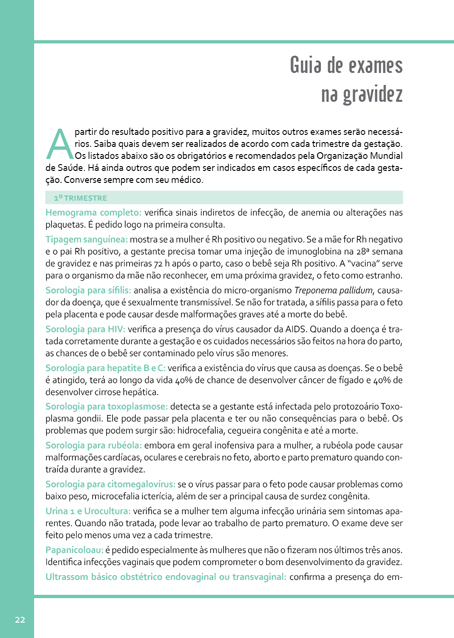 Guia de exames
na gravidez
A partir do resultado positivo para a gravidez, muitos outros exames serão necessá-
rios. Saiba quais devem ser realizados de acordo com cada trimestre da gestação.
Os listados abaixo são os obrigatórios e recomendados pela Organização Mundial
de Saúde. Há ainda outros que podem ser indicados em casos específicos de cada gesta-
ção. Converse sempre com seu médico.
1º TRIMESTRE
Hemograma completo: verifica sinais indiretos de infecção, de anemia ou alterações nas
plaquetas. É pedido logo na primeira consulta.
Tipagem sanguínea: mostra se a mulher é Rh positivo ou negativo. Se a mãe for Rh negativo
e o pai Rh positivo, a gestante precisa tomar uma injeção de imunoglobina na 28ª semana
de gravidez e nas primeiras 72 h após o parto, caso o bebê seja Rh positivo. A “vacina” serve
para o organismo da mãe não reconhecer, em uma próxima gravidez, o feto como estranho.
Sorologia para sífilis: analisa a existência do micro-organismo Treponema pallidum, causa-
dor da doença, que é sexualmente transmissível. Se não for tratada, a sífilis passa para o feto
pela placenta e pode causar desde malformações graves até a morte do bebê.
Sorologia para HIV: verifica a presença do vírus causador da AIDS. Quando a doença é tra-
tada corretamente durante a gestação e os cuidados necessários são feitos na hora do parto,
as chances de o bebê ser contaminado pelo vírus são menores.
Sorologia para hepatite B e C: verifica a existência do vírus que causa as doenças. Se o bebê
é atingido, terá ao longo da vida 40% de chance de desenvolver câncer de fígado e 40% de
desenvolver cirrose hepática.
Sorologia para toxoplasmose: detecta se a gestante está infectada pelo protozoário Toxo-
plasma gondii. Ele pode passar pela placenta e ter ou não consequências para o bebê. Os
problemas que podem surgir são: hidrocefalia, cegueira congênita e até a morte.
Sorologia para rubéola: embora em geral inofensiva para a mulher, a rubéola pode causar
malformações cardíacas, oculares e cerebrais no feto, aborto e parto prematuro quando con-
traída durante a gravidez.
Sorologia para citomegalovírus: se o vírus passar para o feto pode causar problemas como
baixo peso, microcefalia icterícia, além de ser a principal causa de surdez congênita.
Urina 1 e Urocultura: verifica se a mulher tem alguma infecção urinária sem sintomas apa-
rentes. Quando não tratada, pode levar ao trabalho de parto prematuro. O exame deve ser
feito pelo menos uma vez a cada trimestre.
Papanicoloau: é pedido especialmente às mulheres que não o fizeram nos últimos três anos.
Identifica infecções vaginais que podem comprometer o bom desenvolvimento da gravidez.
Ultrassom básico obstétrico endovaginal ou transvaginal: confirma a presença do em-
22